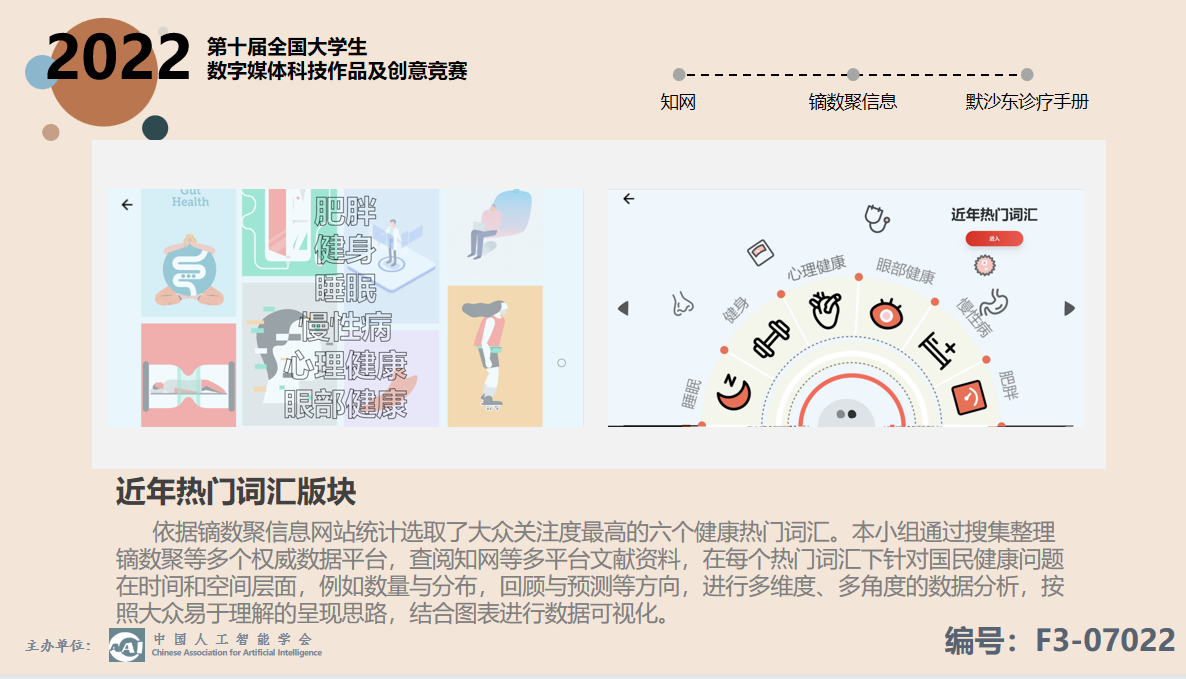 2022
第十届全国大学生
数字媒体科技作品及创意竞赛
知网
镝数聚信息
默沙东诊疗手册
Gut
Health
肥胖
健身
睡眠
慢性病
心理健康
眼部健康
近年热门词汇
进入
睡眠
健身
心理健康
眼部健康
慢性病
肥胖
近年热门词汇版块
依据镝数聚信息网站统计选取了大众关注度最高的六个健康热门词汇。本小组通过搜集整理
镝数聚等多个权威数据平台，查阅知网等多平台文献资料，在每个热门词汇下针对国民健康问题
在时间和空间层面，例如数量与分布，回顾与预测等方向，进行多维度、多角度的数据分析，按
照大众易于理解的呈现思路，结合图表进行数据可视化。
主办单位：
CAAI
中国人工智能学会
Chinese Association for Artificial Intelligence
编号：F3-07022